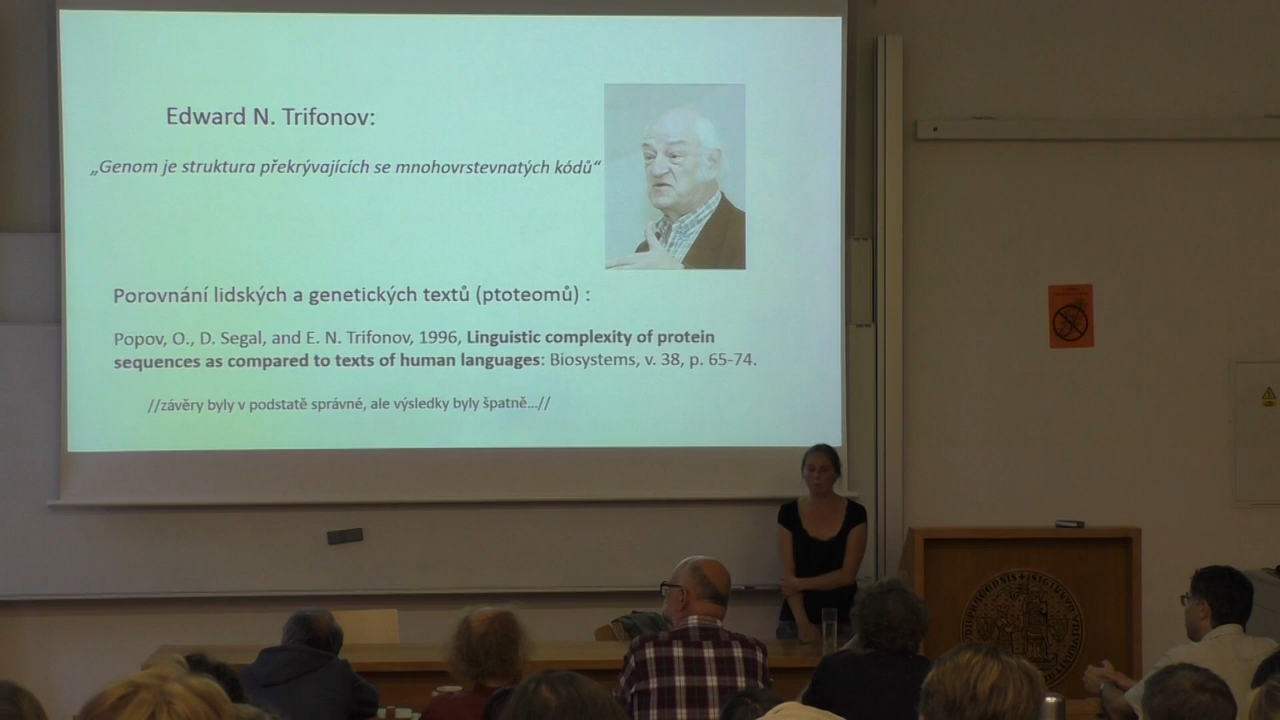 Edward N. Trifonov:
„Genom je struktura překrývajících se mnohovrstevnatých kódů“
Porovnání lidských a genetických textů (ptoteomů) :
Popov, O., D. Segal, and E. N. Trifonov, 1996, Linguistic complexity of protein
sequences as compared to texts of human languages: Biosystems, v. 38, p. 65-74.
//závěry byly v podstatě správné, ale výsledky byly špatně...//